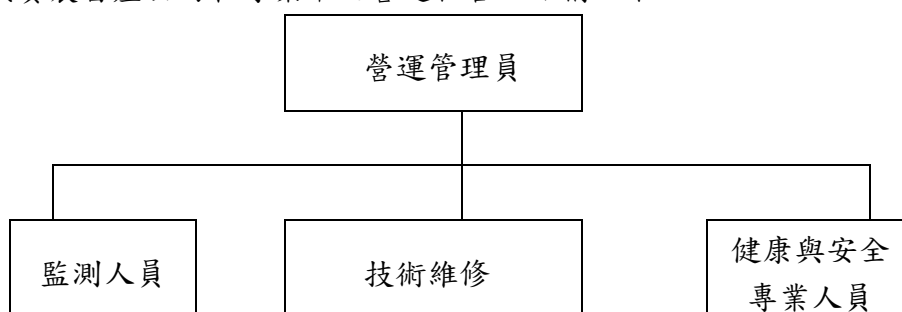 營運管理員
監測人員
技術維修
健康與安全
專業人員